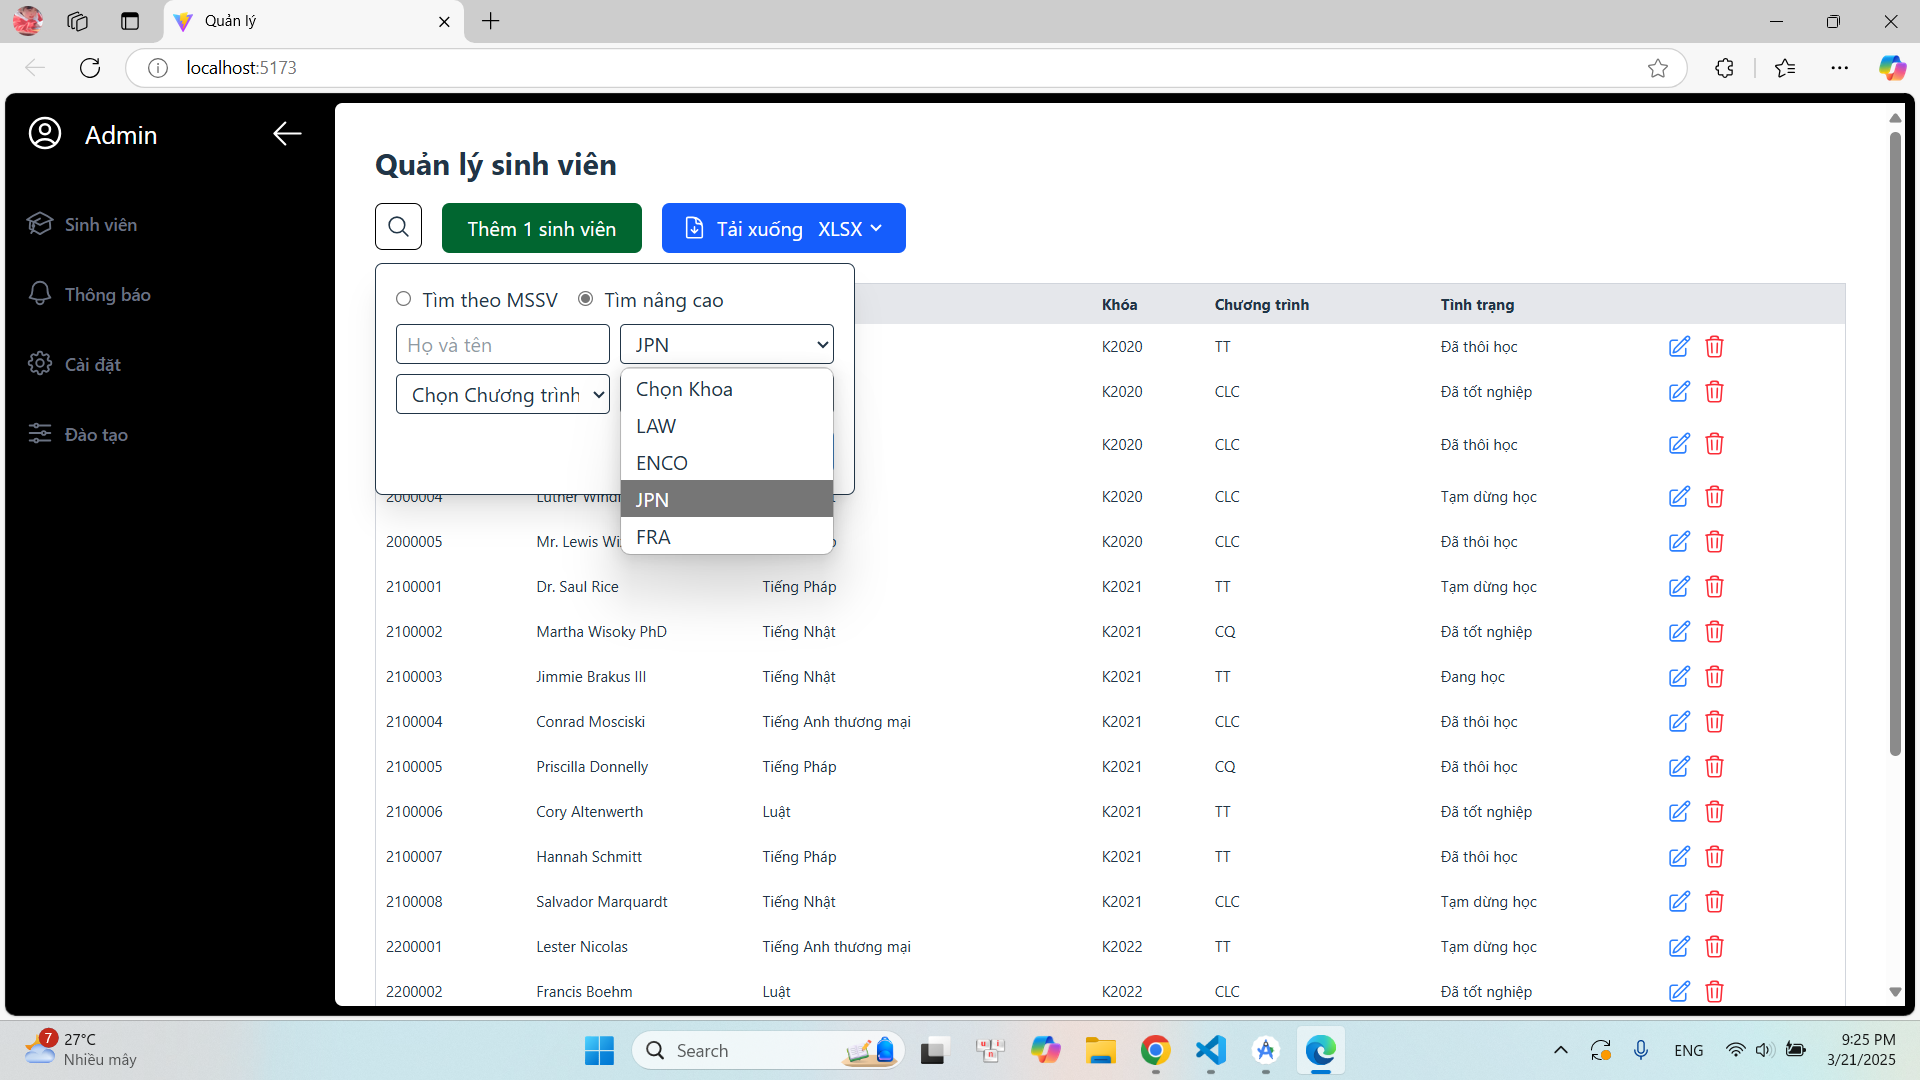 Quản lý
localhost:5173
Admin
Sinh viên
Thông báo
Cài đặt
Đào tạo
Quản lý sinh viên
Thêm 1 sinh viên
Tải xuống XLSX
Tìm theo MSSV Tìm nâng cao
Họ và tên JPN
Chọn Chương trình
Chọn Khoa
LAW
ENCO
JPN
FRA
Khóa Chương trình Tình trạng
K2020 TT Đã thôi học
K2020 CLC Đã tốt nghiệp
K2020 CLC Đã thôi học
2000004 Luther K2020 CLC Tạm dừng học
2000005 Mr. Lewis K2020 CLC Đã thôi học
2100001 Dr. Saul Rice Tiếng Pháp K2021 TT Tạm dừng học
2100002 Martha Wisoky PhD Tiếng Nhật K2021 CQ Đã tốt nghiệp
2100003 Jimmie Brakus III Tiếng Nhật K2021 TT Đang học
2100004 Conrad Mosciski Tiếng Anh thương mại K2021 CLC Đã thôi học
2100005 Priscilla Donnelly Tiếng Pháp K2021 CQ Đã thôi học
2100006 Cory Altenwerth Luật K2021 TT Đã tốt nghiệp
2100007 Hannah Schmitt Tiếng Pháp K2021 TT Đã thôi học
2100008 Salvador Marquardt Tiếng Nhật K2021 CLC Tạm dừng học
2200001 Lester Nicolas Tiếng Anh thương mại K2022 TT Tạm dừng học
2200002 Francis Boehm Luật K2022 CLC Đã tốt nghiệp
7
27°C
Nhiều mây
Search
ENG
9:25 PM
3/21/2025